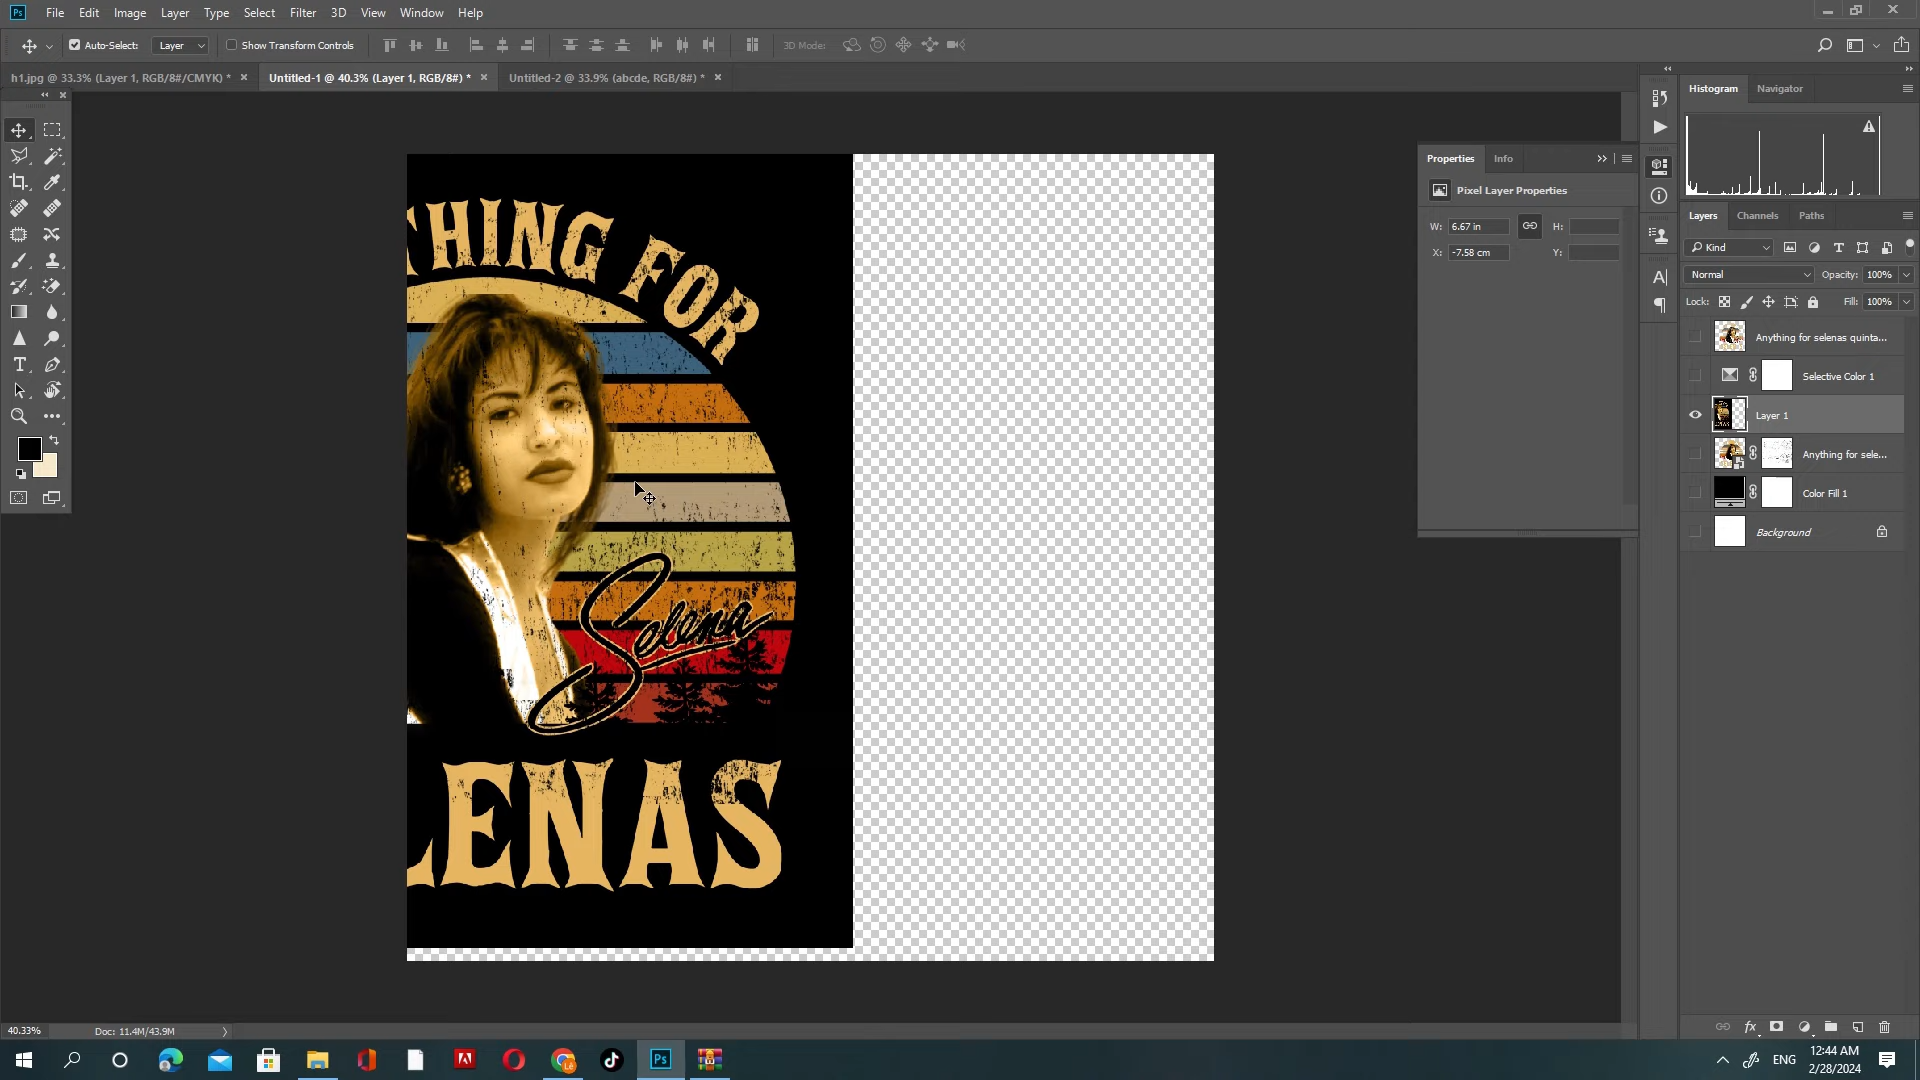 Ps File Edit Image Layer Type Select Filter 3D View Window Help
Auto-Select: Layer Show Transform Controls 3D Mode:
h1.jpg @ 33.3% (Layer 1, RGB/8#/CMYK) * × Untitled-1 @ 40.3% (Layer 1, RGB/8#) * × Untitled-2 @ 33.9% (abcde, RGB/8#) * ×
Histogram Navigator
Properties Info
Pixel Layer Properties
W: 6.67 in H:
X: -7.58 cm Y:
Layers Channels Paths
Kind
Normal Opacity: 100%
Lock: Fill: 100%
Anything for selenas quinta...
Selective Color 1
Layer 1
Anything for sele...
Color Fill 1
Background
THING FOR
Selena
LENAS
40.33% Doc: 11.4M/43.9M
ENG
12:44 AM
2/28/2024